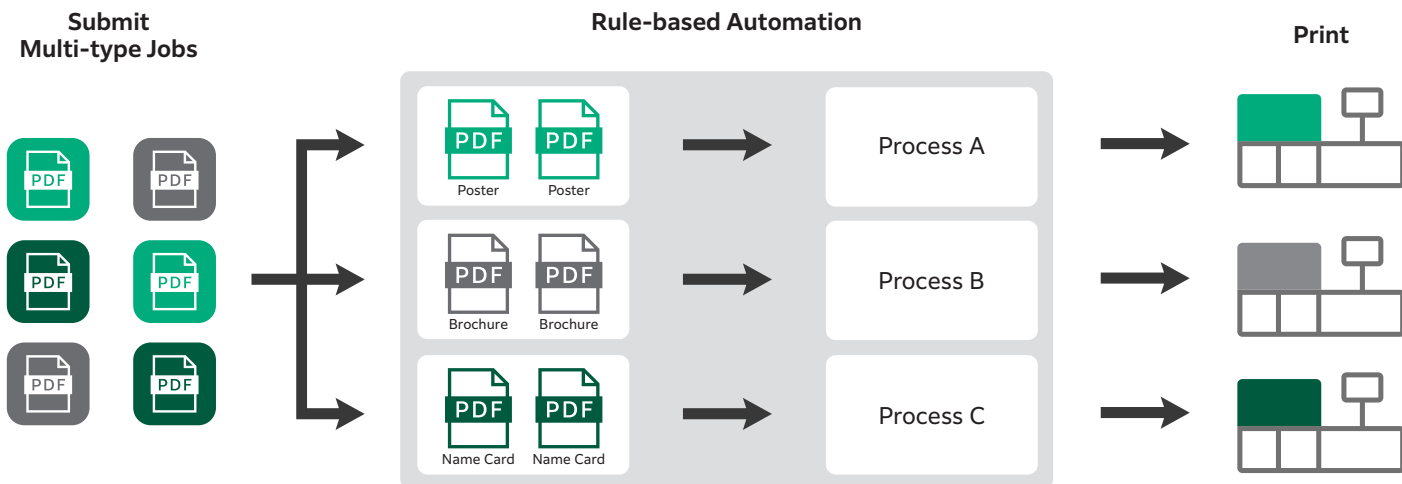 Submit
Multi-type Jobs
Rule-based Automation
Print
PDF PDF
PDF PDF
PDF PDF
PDF PDF
Poster Poster
Process A
PDF PDF
Brochure Brochure
Process B
PDF PDF
Name Card Name Card
Process C